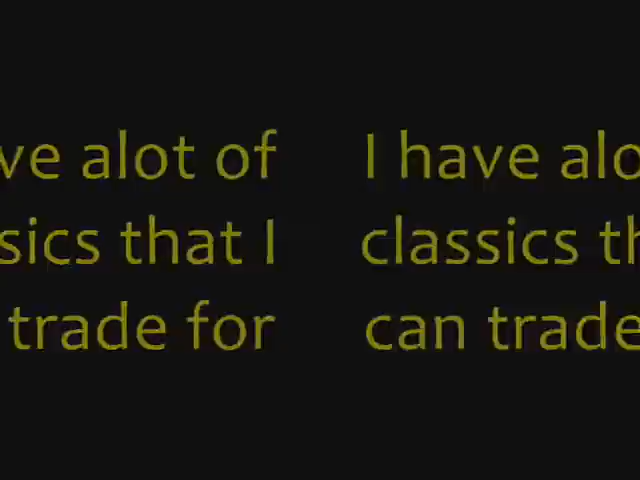 ve alot of I have alo
sics that I classics th
trade for can trade